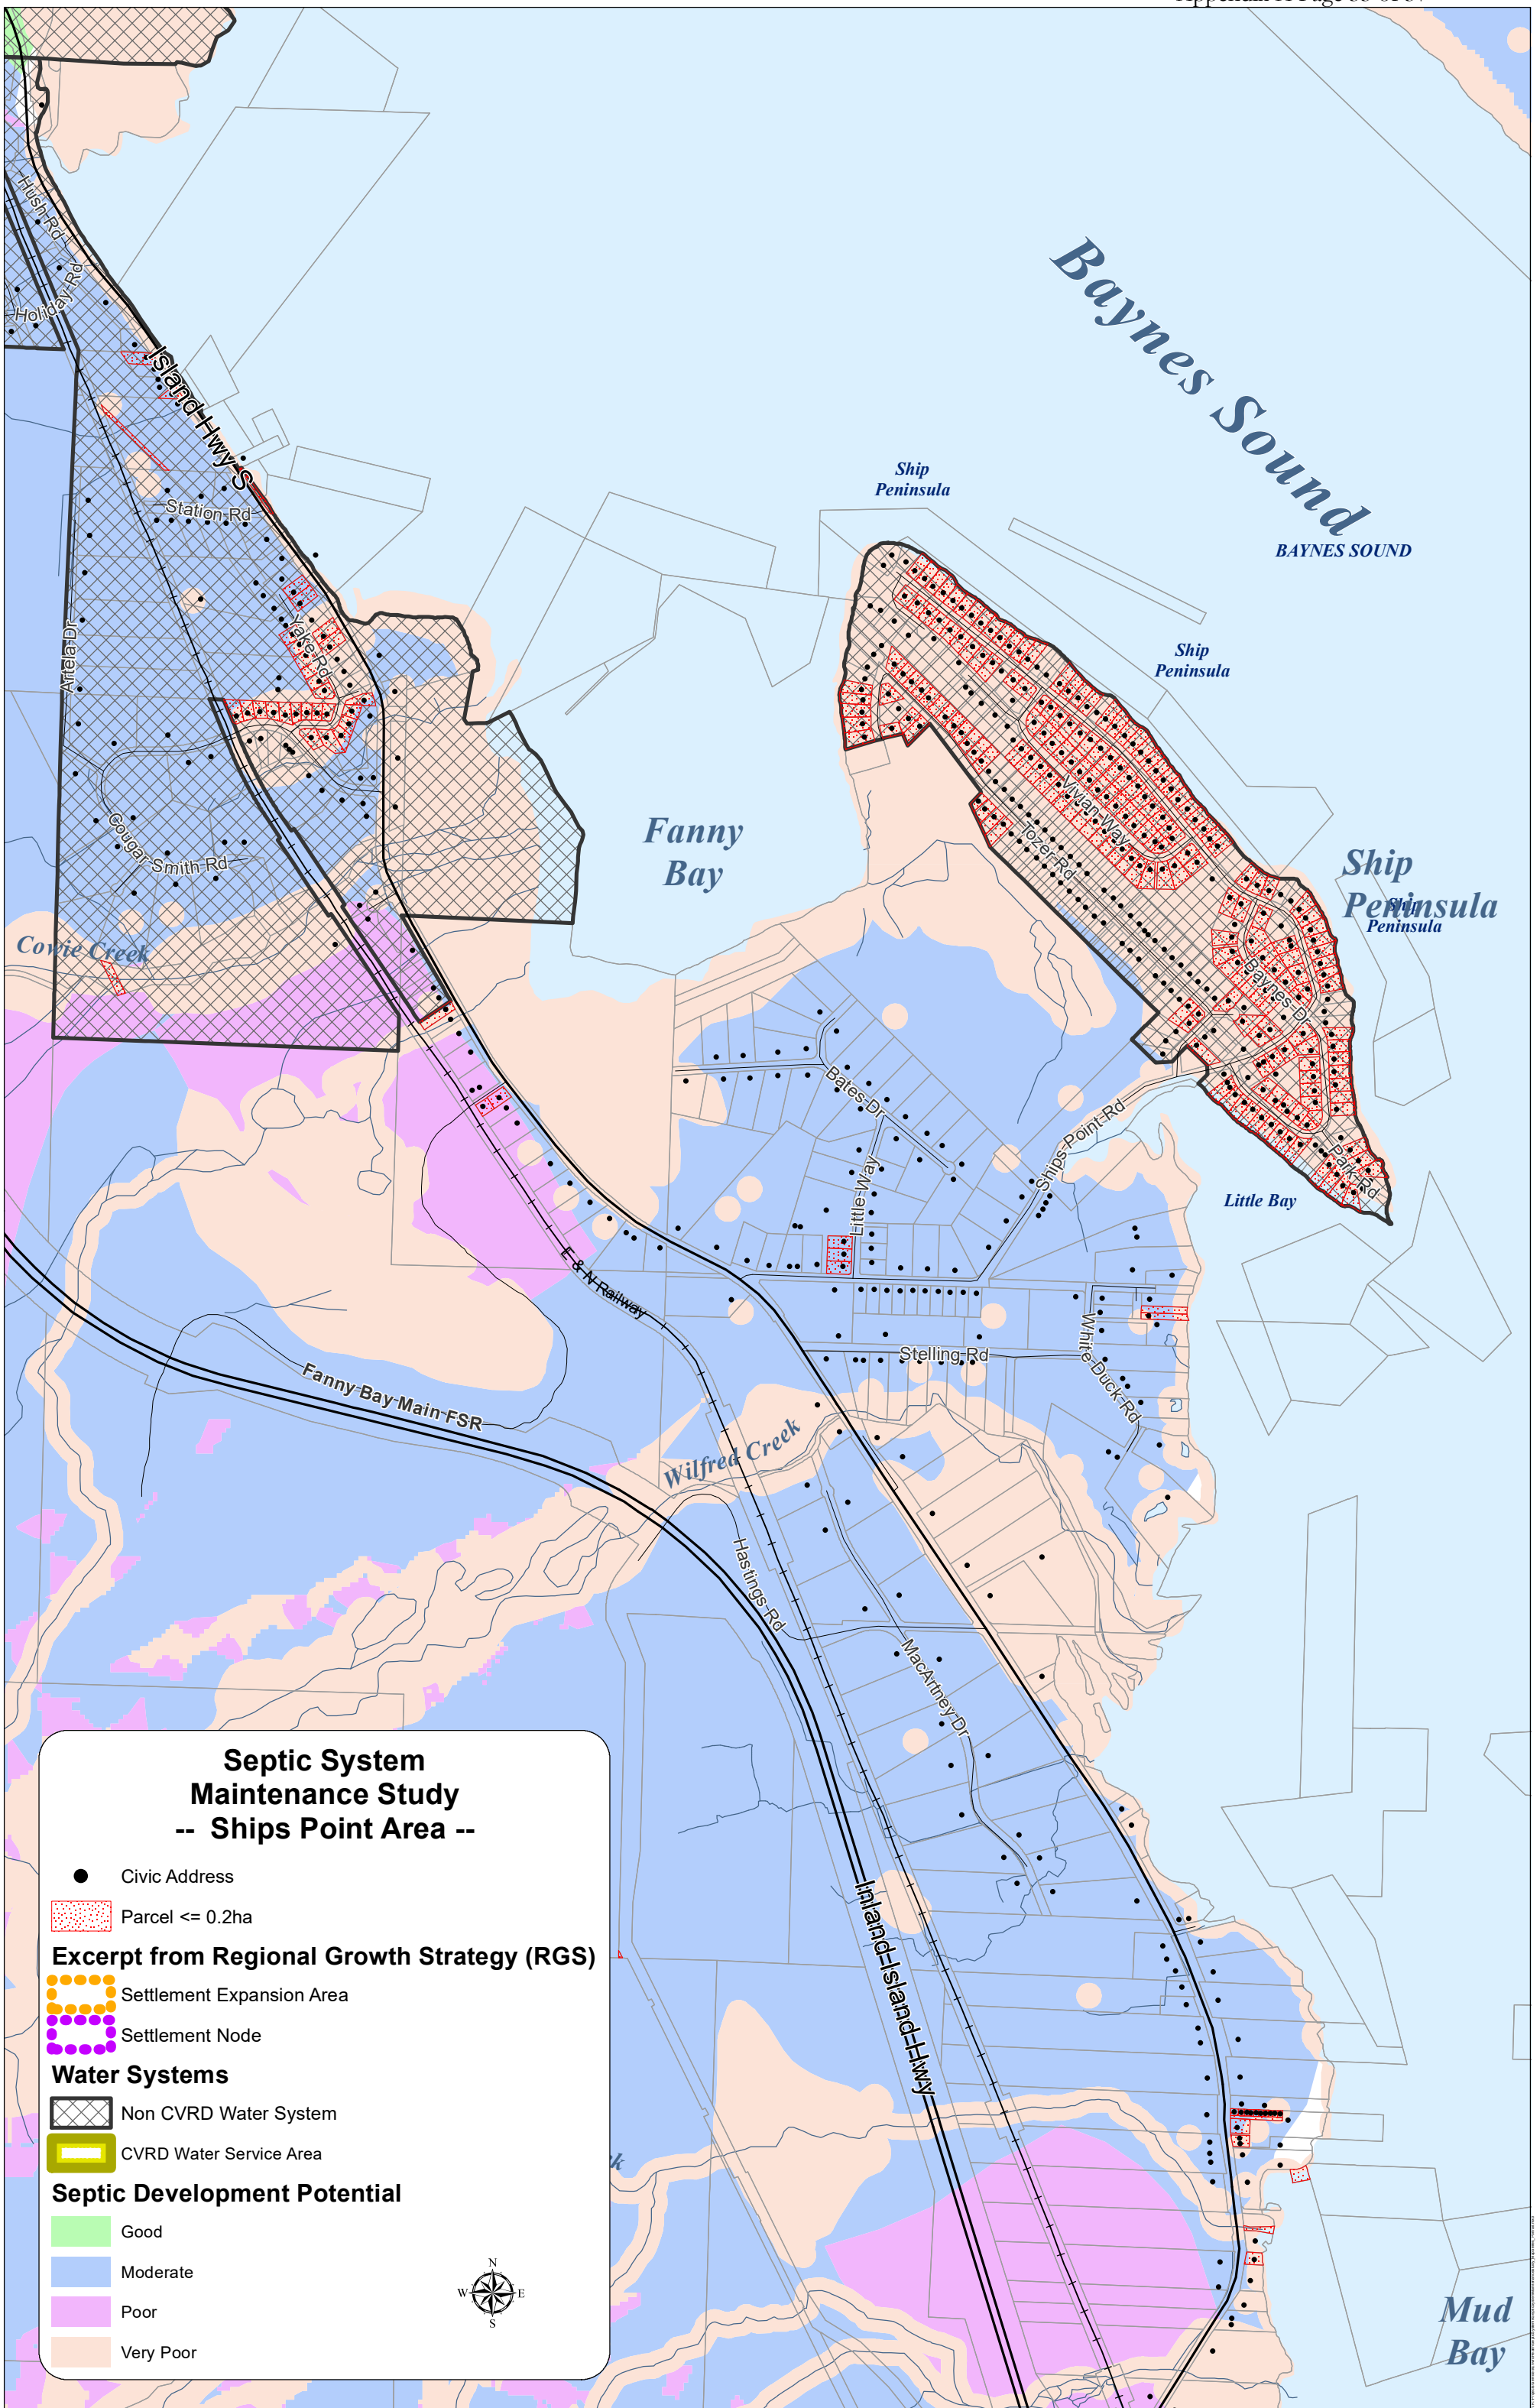 Hush Rd
Holiday Rd
Island Hwy S
Baynes Sound
Station Rd
Ship
Peninsula
BAYNES SOUND
Ariela Dr
Yake Rd
Ship
Peninsula
Cougar Smith Rd
Fanny
Bay
Vivian Way
Tozer Rd
Ship
Peninsula
Ship
Peninsula
Cowie Creek
Baynes Dr
Bates Dr
Ships Point Rd
Little Way
Park Rd
Little Bay
E & N Railway
Stelling Rd
White Duck Rd
Fanny Bay Main FSR
Wilfred Creek
Hastings Rd
MacArtney Dr
Inland Island Hwy
Mud
Bay
Septic System
Maintenance Study
-- Ships Point Area --
Civic Address
Parcel <= 0.2ha
Excerpt from Regional Growth Strategy (RGS)
Settlement Expansion Area
Settlement Node
Water Systems
Non CVRD Water System
CVRD Water Service Area
Septic Development Potential
Good
Moderate
Poor
Very Poor
N
W E
S